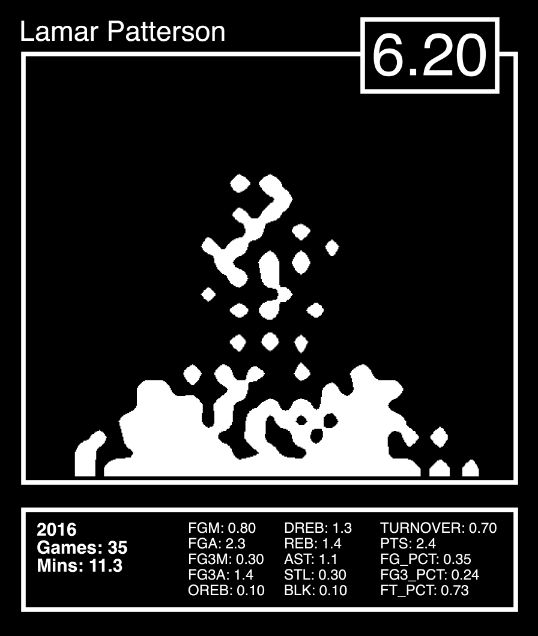 Lamar Patterson
6.20
2016
Games: 35
Mins: 11.3
FGM: 0.80
FGA: 2.3
FG3M: 0.30
FG3A: 1.4
OREB: 0.10
DREB: 1.3
REB: 1.4
AST: 1.1
STL: 0.30
BLK: 0.10
TURNOVER: 0.70
PTS: 2.4
FG_PCT: 0.35
FG3_PCT: 0.24
FT_PCT: 0.73